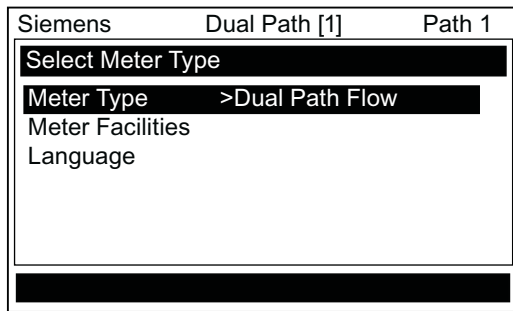 Siemens Dual Path [1] Path 1
Select Meter Type
Meter Type >Dual Path Flow
Meter Facilities
Language